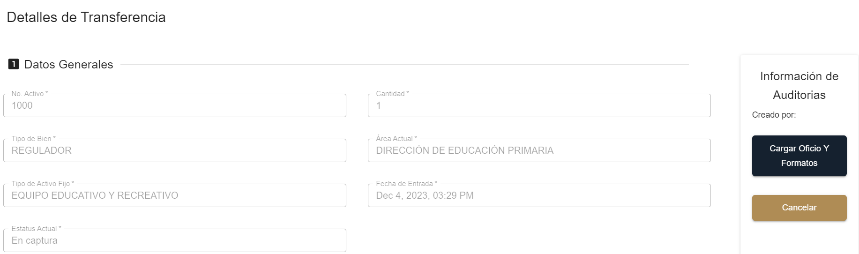 Detalles de Transferencia
1 Datos Generales
No. Activo *
1000
Cantidad *
1
Tipo de Bien *
REGULADOR
Área Actual *
DIRECCIÓN DE EDUCACIÓN PRIMARIA
Tipo de Activo Fijo *
EQUIPO EDUCATIVO Y RECREATIVO
Fecha de Entrada *
Dec 4, 2023, 03:29 PM
Estatus Actual *
En captura
Información de
Auditorias
Creado por:
Cargar Oficio Y
Formatos
Cancelar